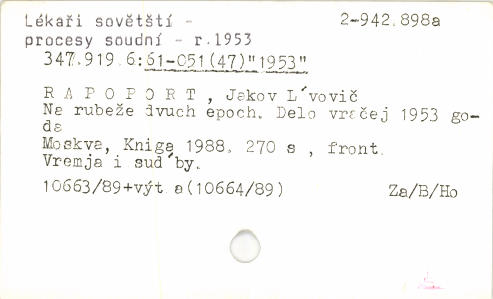 Lékaři sovětští - 2-942.898a
procesy soudní - r.1953
347.919.6:61-051(47)"1953"
R A P O P O R T , Jakov L´vovič
Na rubeže dvuch epoch. Delo vračej 1953 go-
da
Moskva, Kniga 1988, 270 s , front.
Vremja i sud´by.
10663/89+výt a(10664/89) Za/B/Ho